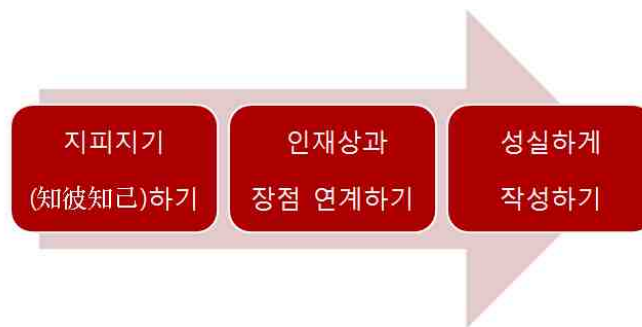 지피지기
(知彼知己)하기
인재상과
장점 연계하기
성실하게
작성하기